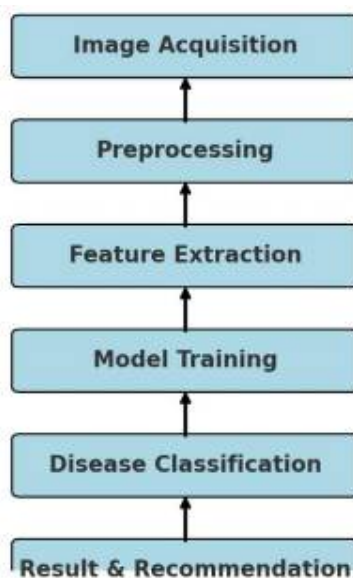 Image Acquisition
Preprocessing
Feature Extraction
Model Training
Disease Classification
Result & Recommendation